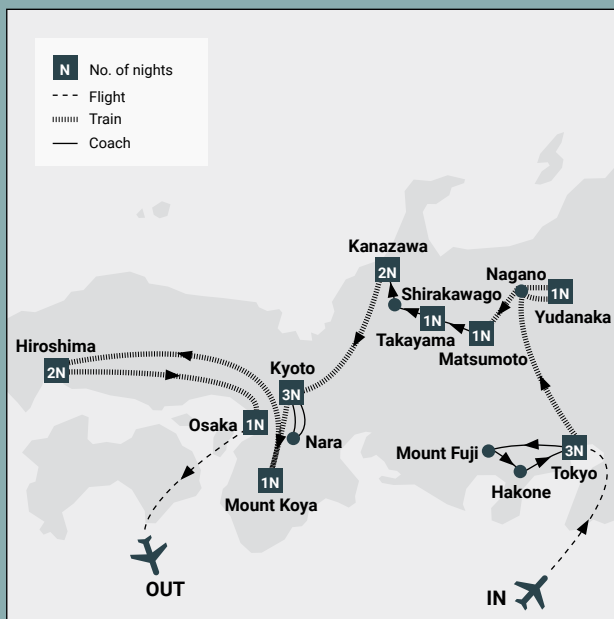 N No. of nights
Flight
Train
Coach
Kanazawa
2N
Shirakawago
Nagano
1N
Yudanaka
1N
Takayama
1N
Matsumoto
Hiroshima
2N
Kyoto
3N
Osaka
1N
Nara
1N
Mount Koya
Mount Fuji
3N
Tokyo
Hakone
OUT
IN